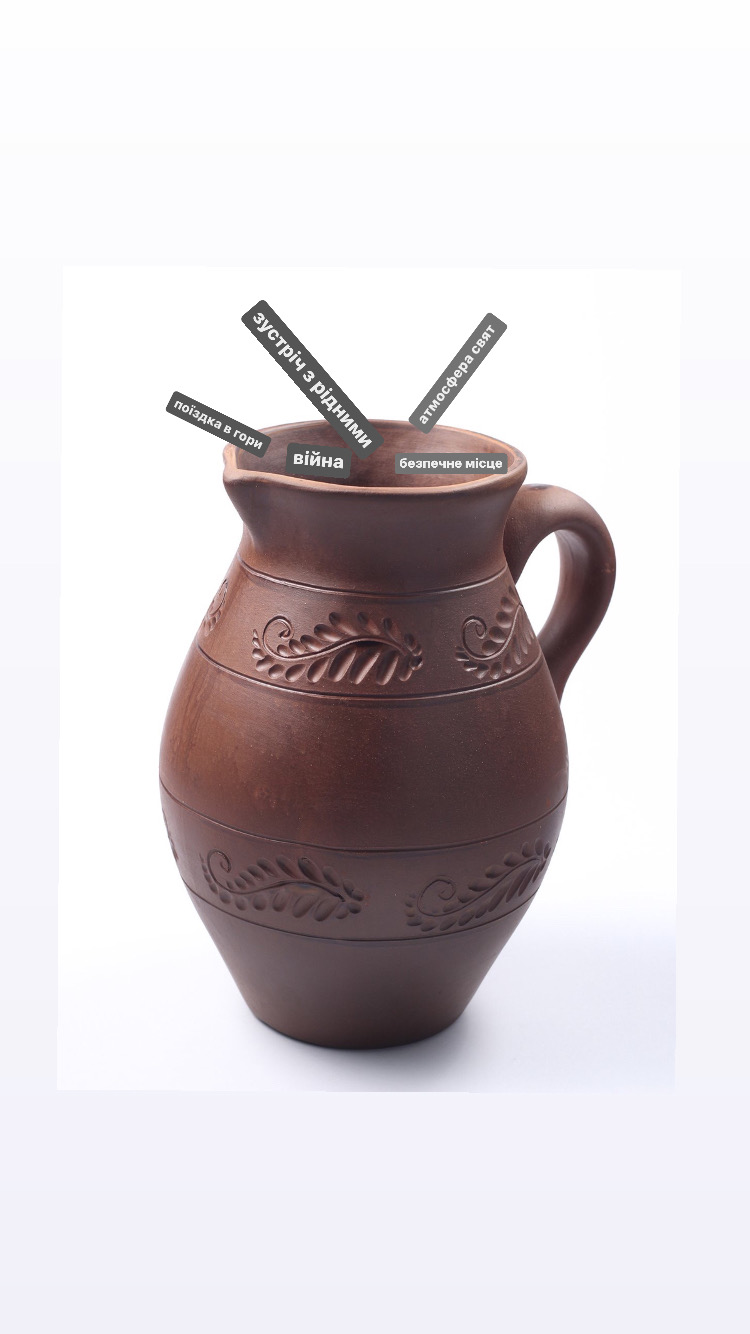 зустріч з рідними
атмосфера свят
поїздка в гори
війна
безпечне місце